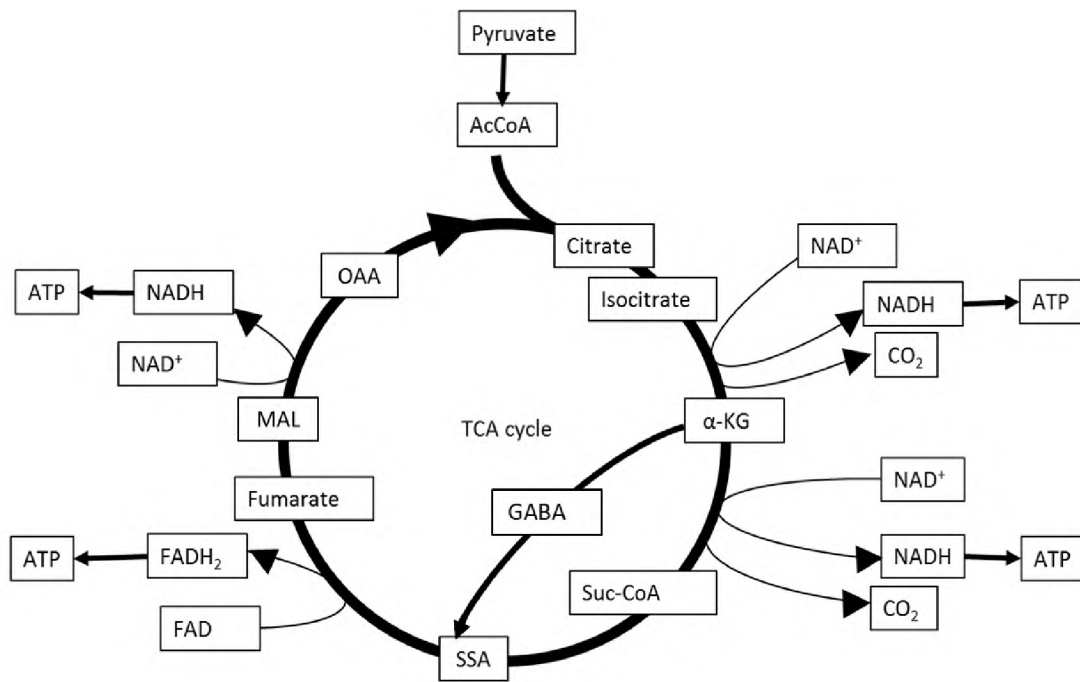 Pyruvate
AcCoA
Citrate
NAD⁺
OAA
ATP
NADH
Isocitrate
NADH
ATP
CO₂
NAD⁺
MAL
TCA cycle
α-KG
NAD⁺
Fumarate
GABA
ATP
FADH₂
NADH
ATP
Suc-CoA
CO₂
FAD
SSA